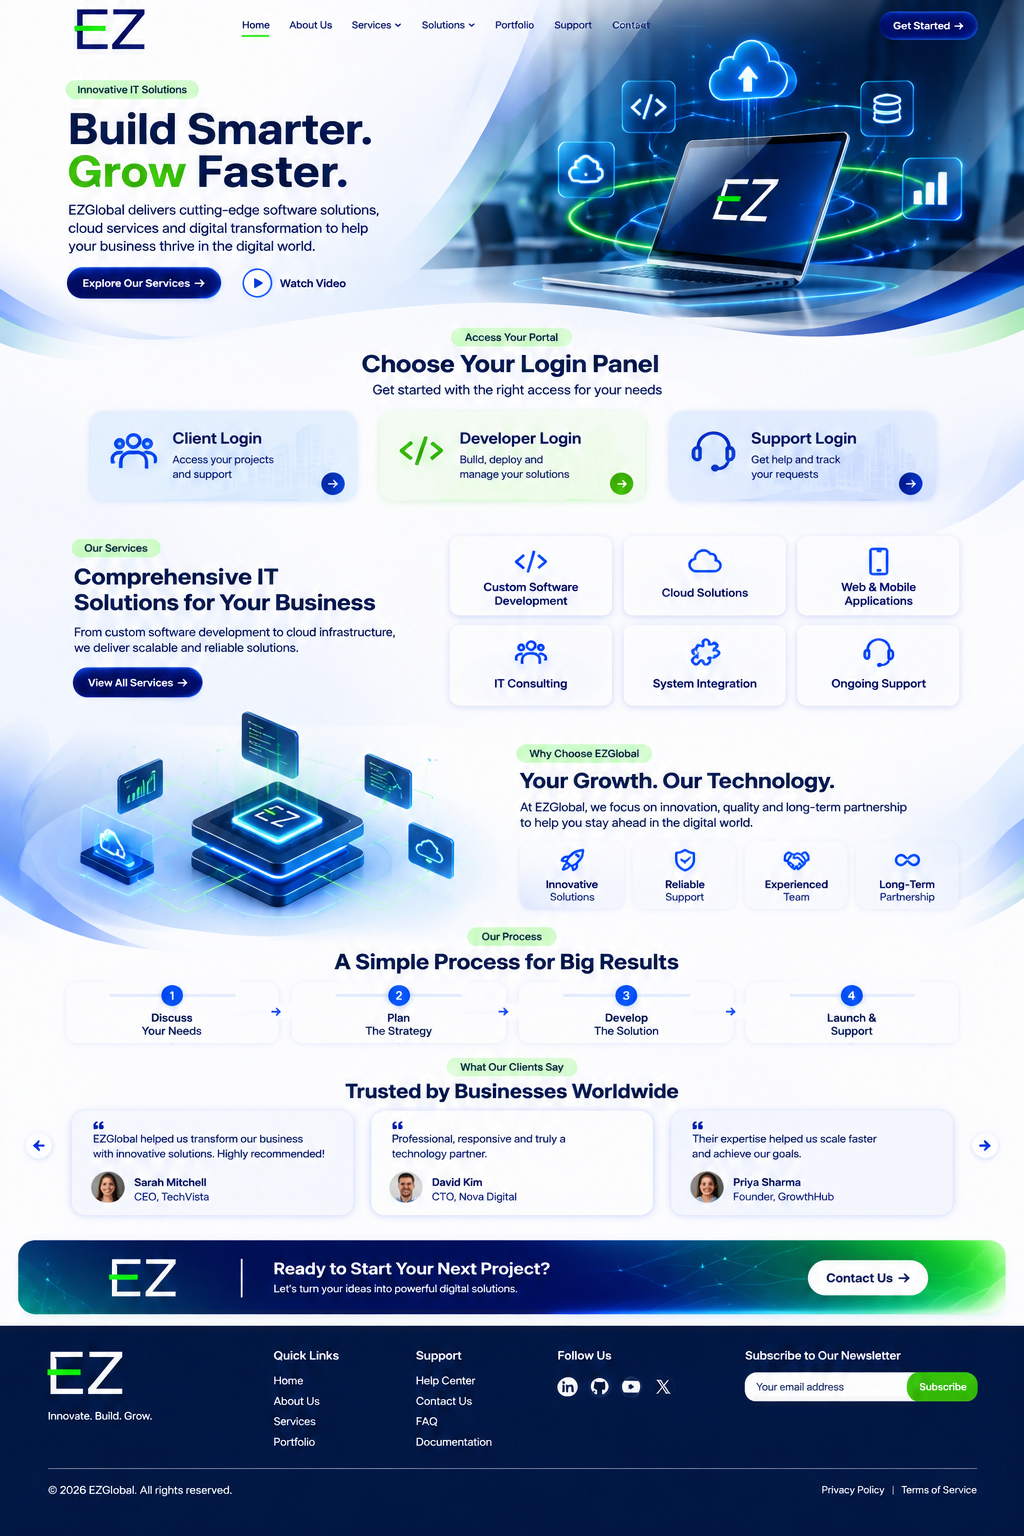 EZ
Home About Us Services Solutions Portfolio Support Contact
Get Started →
Innovative IT Solutions
Build Smarter.
Grow Faster.
EZGlobal delivers cutting-edge software solutions,
cloud services and digital transformation to help
your business thrive in the digital world.
Explore Our Services →
Watch Video
EZ
Access Your Portal
Choose Your Login Panel
Get started with the right access for your needs
Client Login
Access your projects
and support
Developer Login
Build, deploy and
manage your solutions
Support Login
Get help and track
your requests
Our Services
Comprehensive IT
Solutions for Your Business
From custom software development to cloud infrastructure,
we deliver scalable and reliable solutions.
View All Services →
Custom Software
Development
Cloud Solutions
Web & Mobile
Applications
IT Consulting
System Integration
Ongoing Support
EZ
Why Choose EZGlobal
Your Growth. Our Technology.
At EZGlobal, we focus on innovation, quality and long-term partnership
to help you stay ahead in the digital world.
Innovative
Solutions
Reliable
Support
Experienced
Team
Long-Term
Partnership
Our Process
A Simple Process for Big Results
1
Discuss
Your Needs
2
Plan
The Strategy
3
Develop
The Solution
4
Launch &
Support
What Our Clients Say
Trusted by Businesses Worldwide
“
EZGlobal helped us transform our business
with innovative solutions. Highly recommended!
Sarah Mitchell
CEO, TechVista
“
Professional, responsive and truly a
technology partner.
David Kim
CTO, Nova Digital
“
Their expertise helped us scale faster
and achieve our goals.
Priya Sharma
Founder, GrowthHub
EZ
Ready to Start Your Next Project?
Let's turn your ideas into powerful digital solutions.
Contact Us →
EZ
Innovate. Build. Grow.
Quick Links
Home
About Us
Services
Portfolio
Support
Help Center
Contact Us
FAQ
Documentation
Follow Us
Subscribe to Our Newsletter
Your email address
Subscribe
© 2026 EZGlobal. All rights reserved.
Privacy Policy | Terms of Service